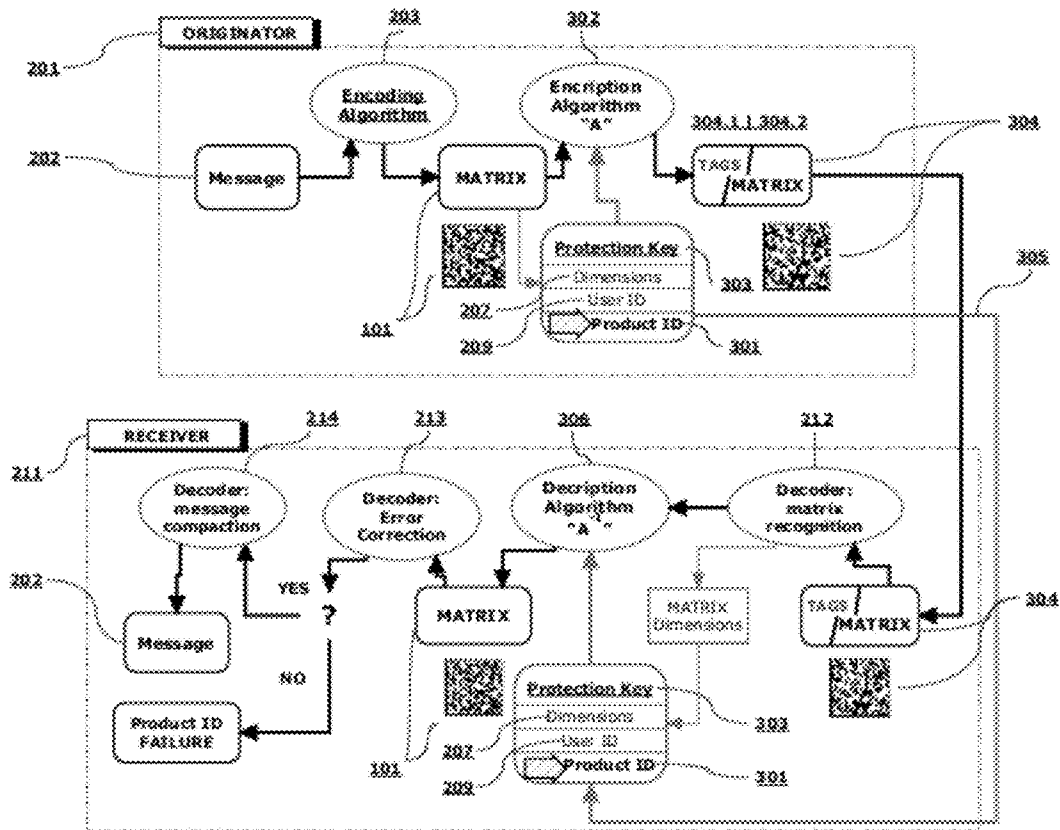 203
302
ORIGINATOR
201
Encoding
Algorithm
Encription
Algorithm
"A"
304.1 | 304.2
304
202
Message
MATRIX
TAGS
MATRIX
Protection Key
303
305
Dimensions
207
User ID
101
209
Product ID
301
214
213
306
212
RECEIVER
211
Decoder:
message
compaction
Decoder:
Error
Correction
Decription
Algorithm
Decoder:
matrix
recognition
202
YES
?
MATRIX
MATRIX
Dimensions
TAGS
MATRIX
304
Message
NO
Protection Key
303
Product ID
FAILURE
Dimensions
207
User ID
101
209
Product ID
301